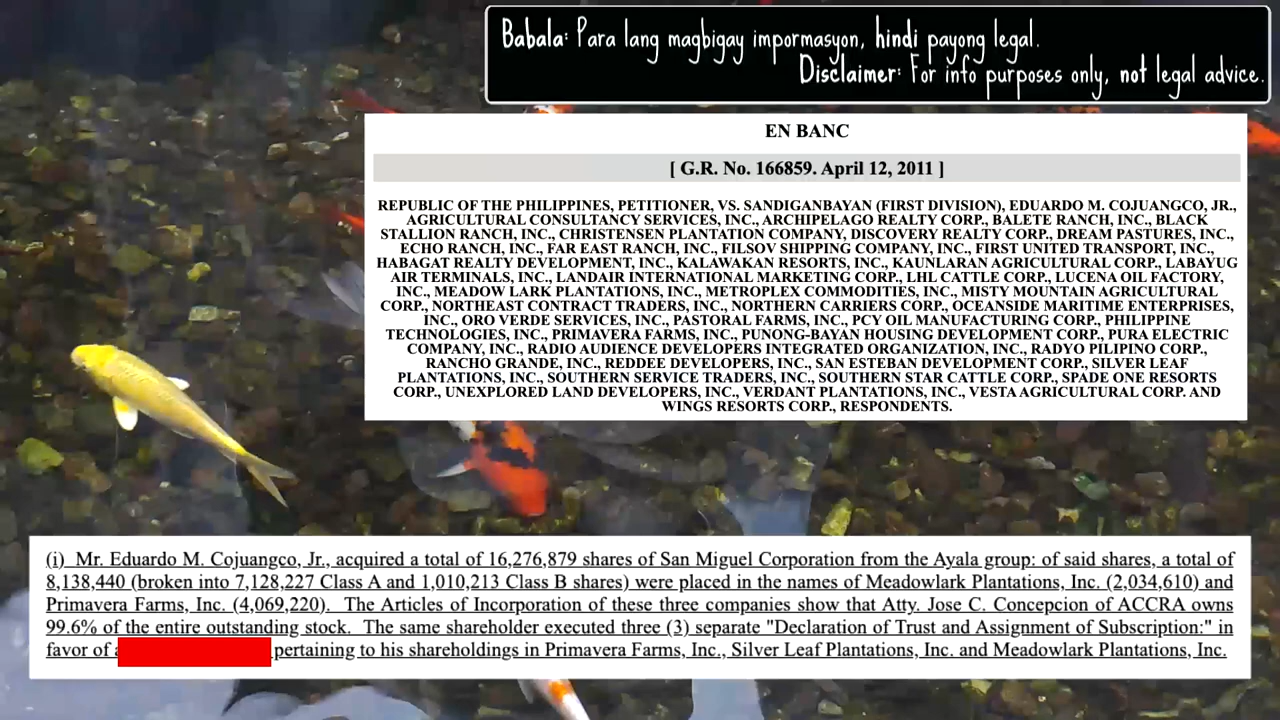 Babala: Para lang magbigay impormasyon, hindi payong legal.
Disclaimer: For info purposes only, not legal advice.
EN BANC
[ G.R. No. 166859. April 12, 2011 ]
REPUBLIC OF THE PHILIPPINES, PETITIONER, VS. SANDIGANBAYAN (FIRST DIVISION), EDUARDO M. COJUANGCO, JR.,
AGRICULTURAL CONSULTANCY SERVICES, INC., ARCHIPELAGO REALTY CORP., BALETE RANCH, INC., BLACK
STALLION RANCH, INC., CHRISTENSEN PLANTATION COMPANY, DISCOVERY REALTY CORP., DREAM PASTURES, INC.,
ECHO RANCH, INC., FAR EAST RANCH, INC., FILSOV SHIPPING COMPANY, INC., FIRST UNITED TRANSPORT, INC.,
HABAGAT REALTY DEVELOPMENT, INC., KALAWAKAN RESORTS, INC., KAUNLARAN AGRICULTURAL CORP., LABAYUG
AIR TERMINALS, INC., LANDAIR INTERNATIONAL MARKETING CORP., LHL CATTLE CORP., LUCENA OIL FACTORY,
INC., MEADOW LARK PLANTATIONS, INC., METROPLEX COMMODITIES, INC., MISTY MOUNTAIN AGRICULTURAL
CORP., NORTHEAST CONTRACT TRADERS, INC., NORTHERN CARRIERS CORP., OCEANSIDE MARITIME ENTERPRISES,
INC., ORO VERDE SERVICES, INC., PASTORAL FARMS, INC., PCY OIL MANUFACTURING CORP., PHILIPPINE
TECHNOLOGIES, INC., PRIMAVERA FARMS, INC., PUNONG-BAYAN HOUSING DEVELOPMENT CORP., PURA ELECTRIC
COMPANY, INC., RADIO AUDIENCE DEVELOPERS INTEGRATED ORGANIZATION, INC., RADYO PILIPINO CORP.,
RANCHO GRANDE, INC., REDDEE DEVELOPERS, INC., SAN ESTEBAN DEVELOPMENT CORP., SILVER LEAF
PLANTATIONS, INC., SOUTHERN SERVICE TRADERS, INC., SOUTHERN STAR CATTLE CORP., SPADE ONE RESORTS
CORP., UNEXPLORED LAND DEVELOPERS, INC., VERDANT PLANTATIONS, INC., VESTA AGRICULTURAL CORP. AND
WINGS RESORTS CORP., RESPONDENTS.
(i) Mr. Eduardo M. Cojuangco, Jr., acquired a total of 16,276,879 shares of San Miguel Corporation from the Ayala group: of said shares, a total of
8,138,440 (broken into 7,128,227 Class A and 1,010,213 Class B shares) were placed in the names of Meadowlark Plantations, Inc. (2,034,610) and
Primavera Farms, Inc. (4,069,220). The Articles of Incorporation of these three companies show that Atty. Jose C. Concepcion of ACCRA owns
99.6% of the entire outstanding stock. The same shareholder executed three (3) separate "Declaration of Trust and Assignment of Subscription:" in
favor of pertaining to his shareholdings in Primavera Farms, Inc., Silver Leaf Plantations, Inc. and Meadowlark Plantations, Inc.